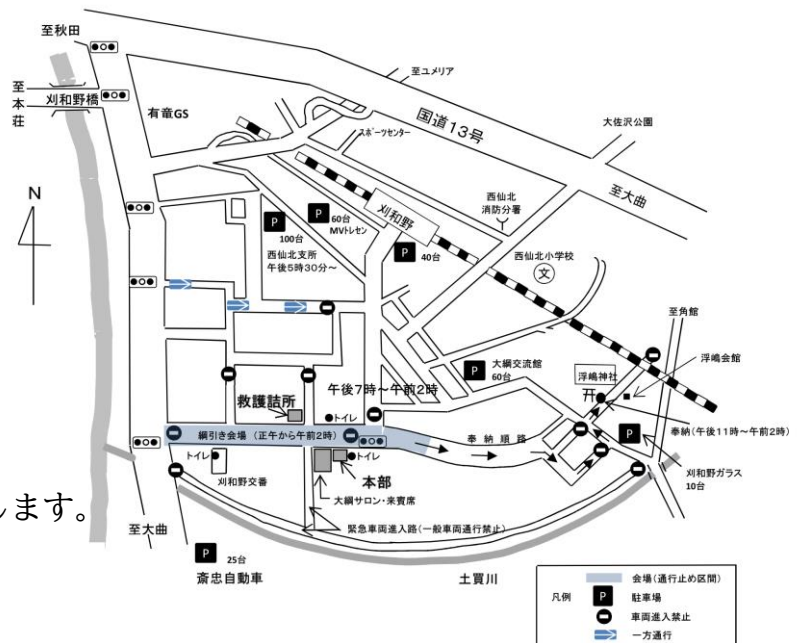 至秋田
至ユメリア
至
本
荘
刈和野橋
有竜GS
国道13号
スポーツセンター
大佐沢公園
至大曲
N
西仙北
消防分署
刈和野
P
100台
P
60台
MVトレセン
西仙北支所
午後5時30分～
P
40台
西仙北小学校
文
至角館
大綱交流館
P
60台
浮嶋神社
浮嶋会館
午後7時～午前2時
救護詰所
トイレ
綱引き会場（正午から午前2時）
奉納順路
奉納（午後11時～午前2時）
P
刈和野ガラス
10台
トイレ
刈和野交番
本部
トイレ
大綱サロン・来賓席
します。
至大曲
緊急車両進入路（一般車両通行禁止）
P
25台
斎忠自動車
土買川
凡例
会場（通行止め区間）
P
駐車場
車両進入禁止
一方通行